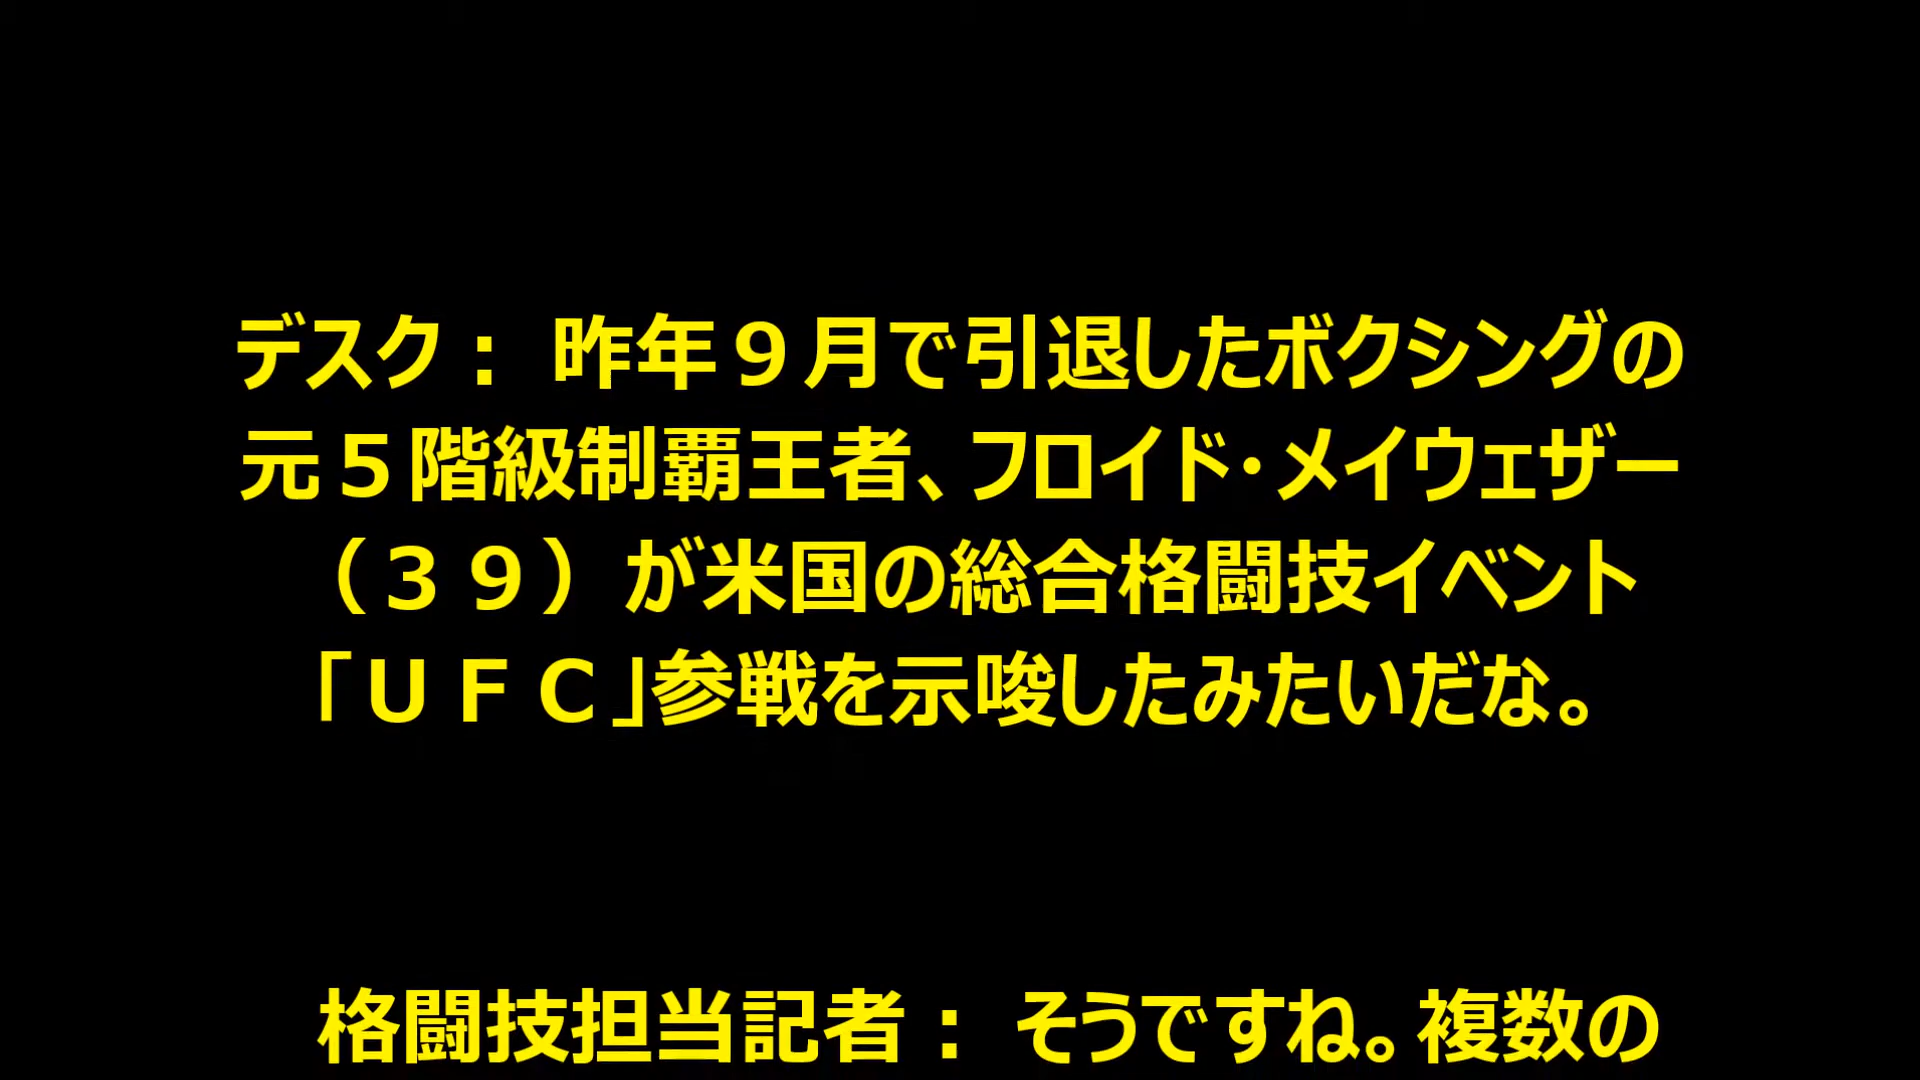 デスク： 昨年９月で引退したボクシングの
元５階級制覇王者、フロイド・メイウェザー
（３９）が米国の総合格闘技イベント
「ＵＦＣ」参戦を示唆したみたいだな。
格闘技担当記者： そうですね。複数の